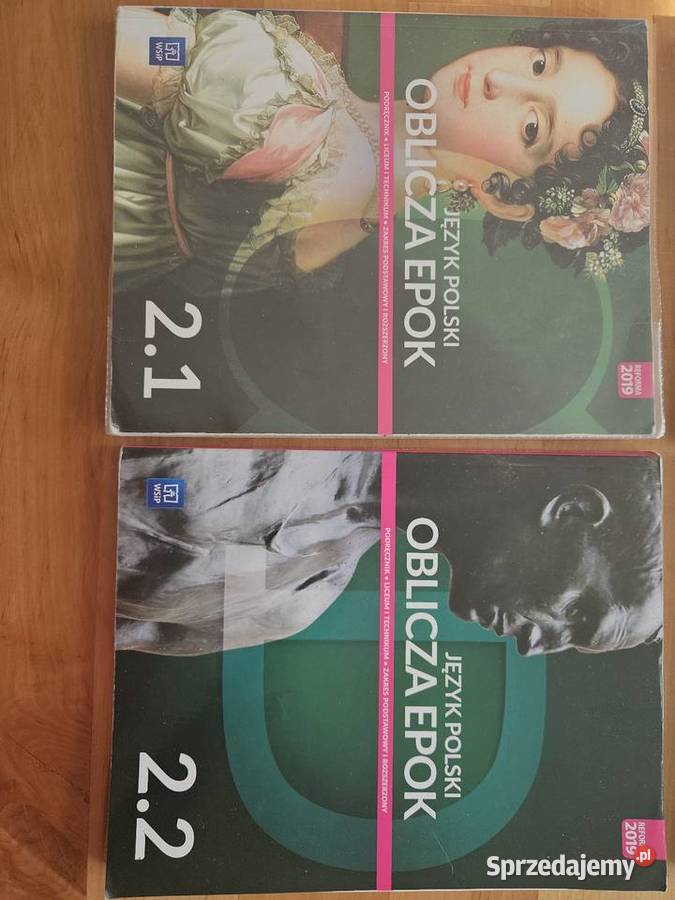 WSiP
JĘZYK POLSKI
OBLICZA EPOK
PODRĘCZNIK • LICEUM I TECHNIKUM • ZAKRES PODSTAWOWY I ROZSZERZONY
2.1
REFORMA
2019
WSiP
JĘZYK POLSKI
OBLICZA EPOK
PODRĘCZNIK • LICEUM I TECHNIKUM • ZAKRES PODSTAWOWY I ROZSZERZONY
2.2
REFOR
2019
Sprzedajemy.pl